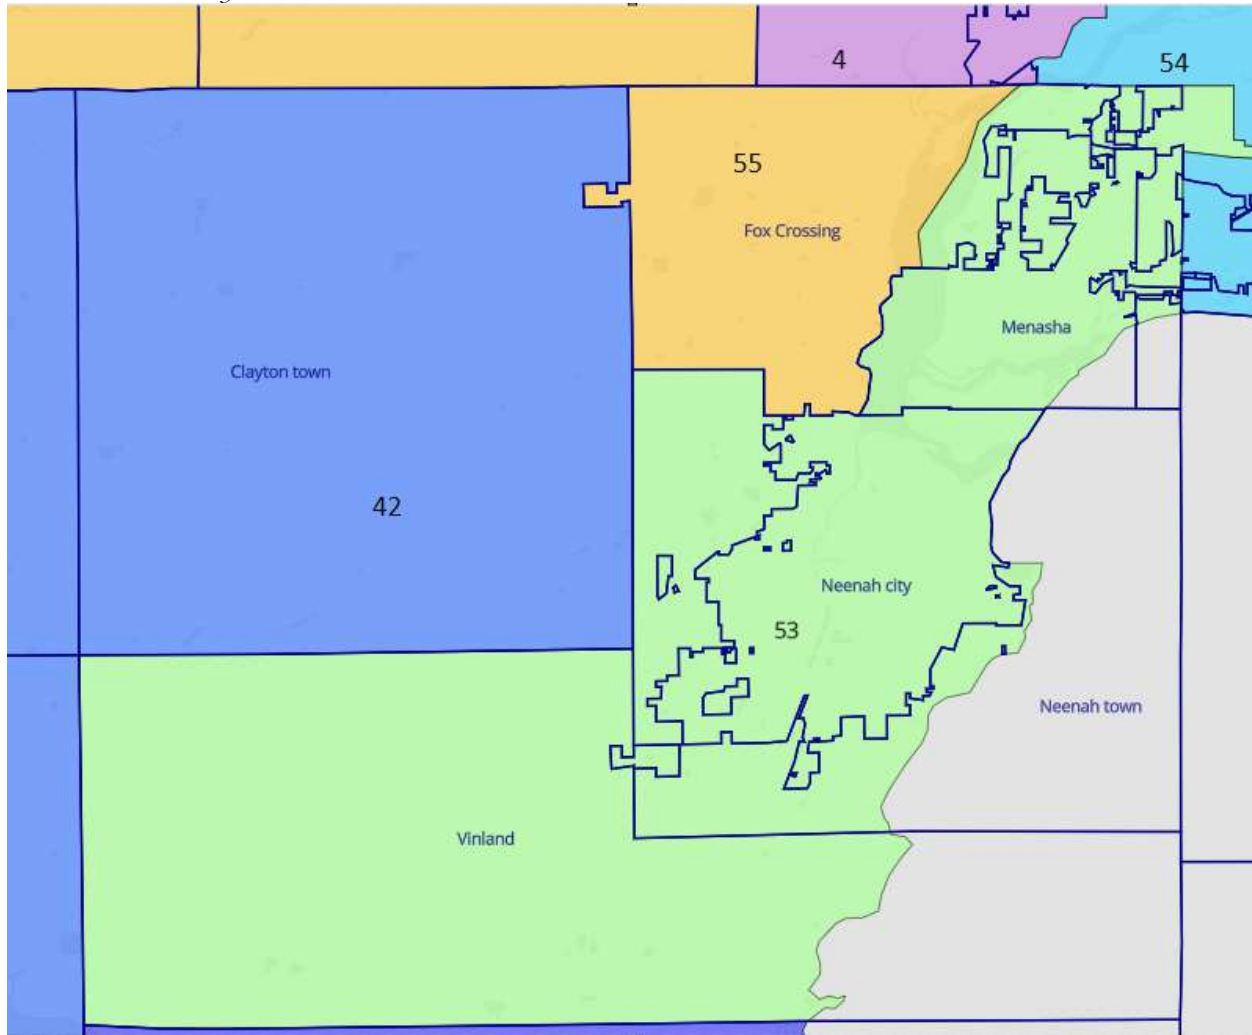 4
54
55
Fox Crossing
Menasha
Clayton town
42
Neenah city
53
Neenah town
Vinland